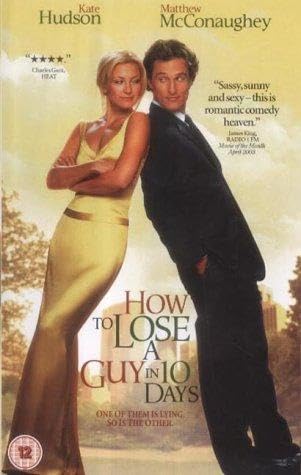 Kate
Hudson
Matthew
McConaughey
"★★★★."
Charles Gant,
HEAT
"Sassy, sunny
and sexy – this is
romantic comedy
heaven."
James King,
RADIO 1 FM
Movie of the Month
April 2003
HOW
TO LOSE
A
GUY IN 10
DAYS
ONE OF THEM IS LYING.
SO IS THE OTHER.
12